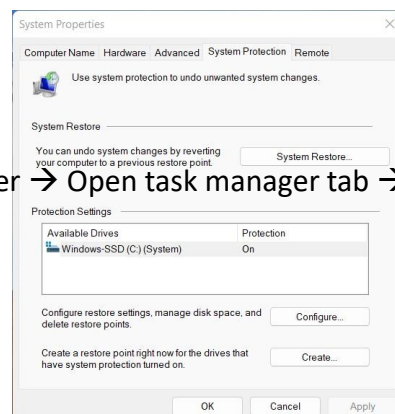 System Properties
Computer Name Hardware Advanced System Protection Remote
Use system protection to undo unwanted system changes.
System Restore
You can undo system changes by reverting
your computer to a previous restore point.
System Restore...
er → Open task manager tab →
Protection Settings
Available Drives Protection
Windows-SSD (C:) (System) On
Configure restore settings, manage disk space, and
delete restore points.
Configure...
Create a restore point right now for the drives that
have system protection turned on.
Create...
OK Cancel Apply